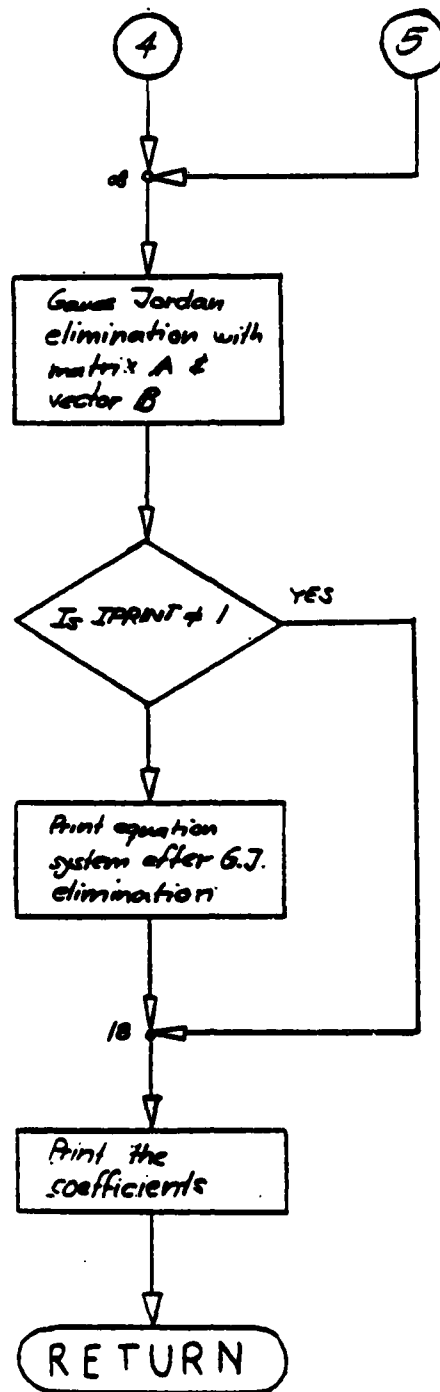 4
5
08
Gauss Jordan
elimination with
matrix A &
vector B
Is IPRINT ≠ 1
YES
Print equation
system after G.J.
elimination
18
Print the
coefficients
RETURN